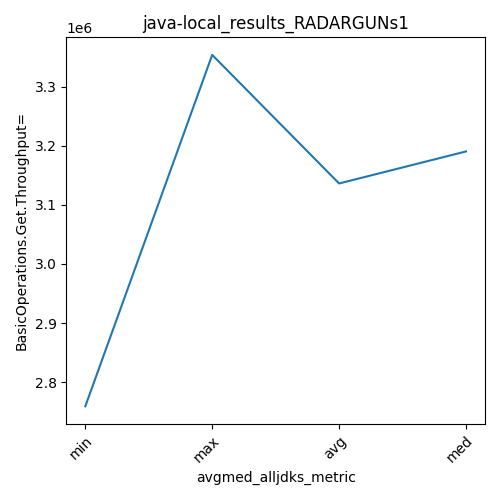 java-local_results_RADARGUNs1
1e6
3.3
3.2
3.1
3.0
2.9
2.8
BasicOperations.Get.Throughput=
min
max
avg
med
avgmed_alljdks_metric